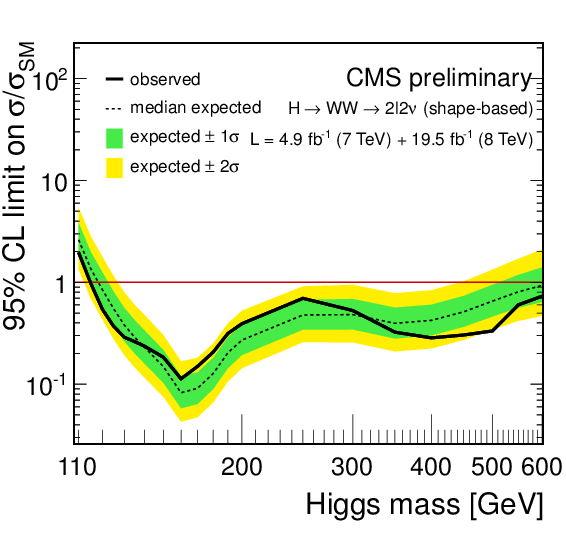 95% CL limit on σ/σ_SM
10²
10
1
10⁻¹
observed
median expected
expected ± 1σ
expected ± 2σ
CMS preliminary
H → WW → 2l2ν (shape-based)
L = 4.9 fb⁻¹ (7 TeV) + 19.5 fb⁻¹ (8 TeV)
110 200 300 400 500 600
Higgs mass [GeV]